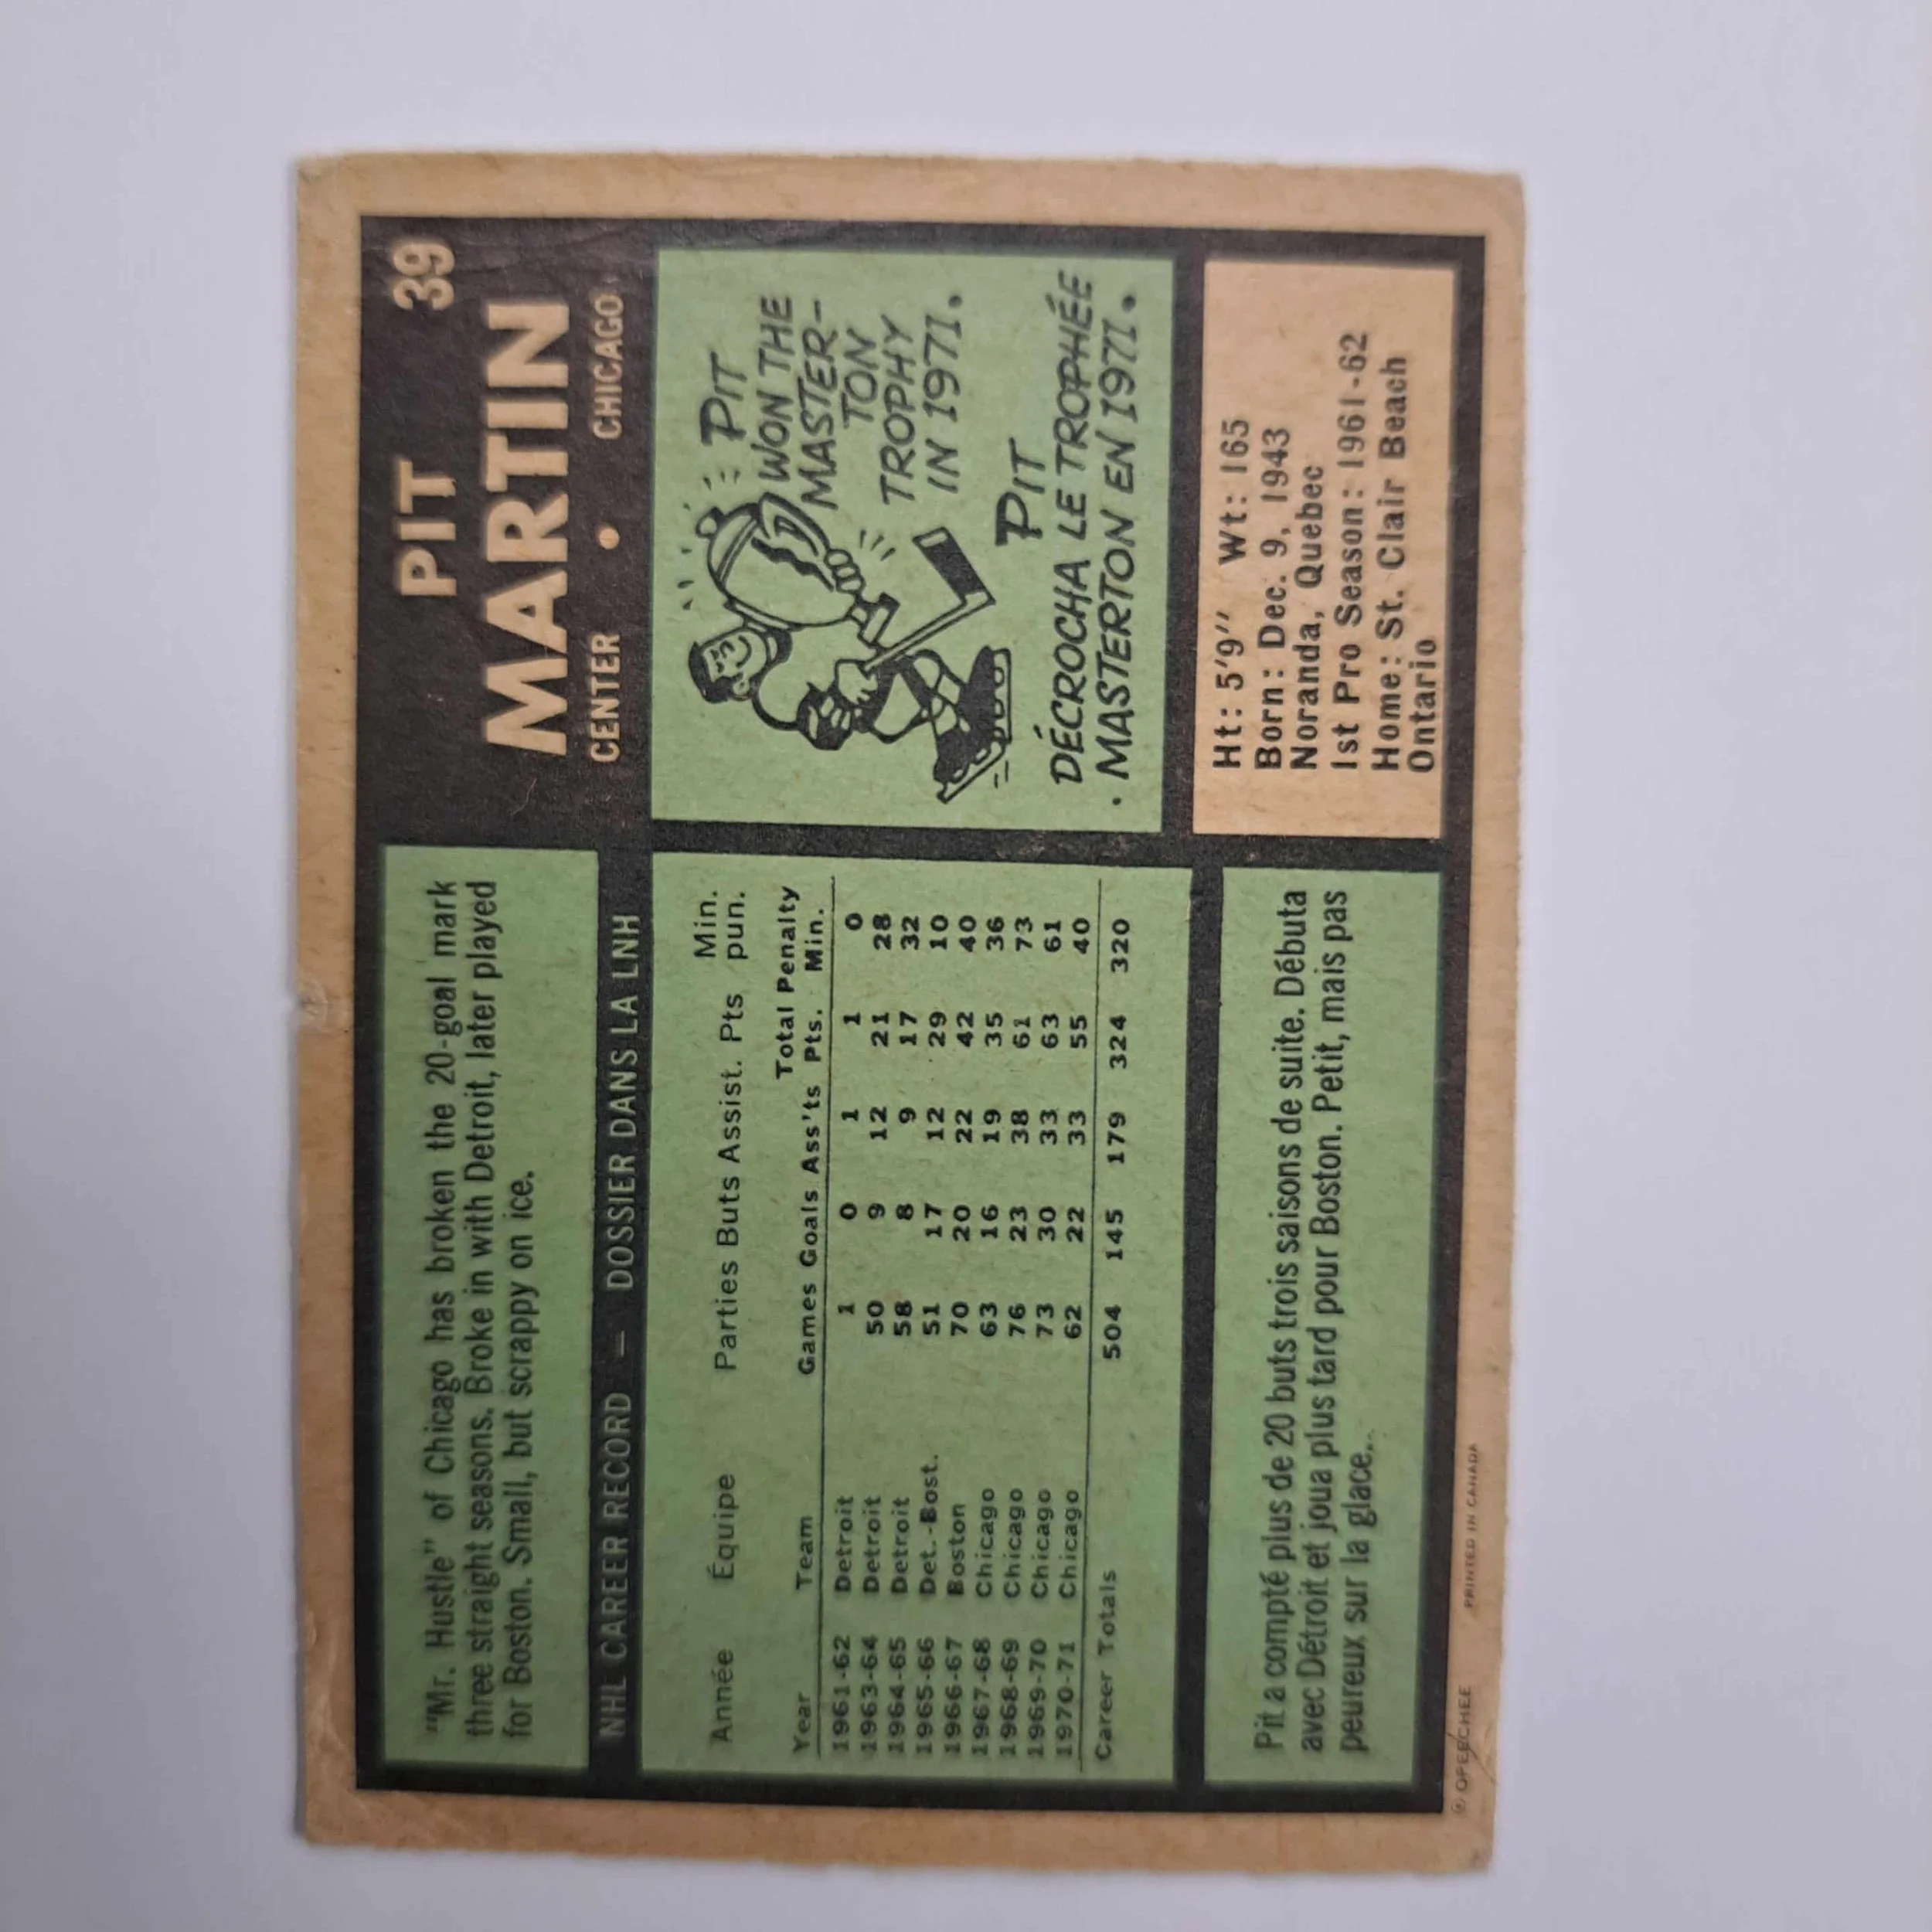 "Mr. Hustle" of Chicago has broken the 20-goal mark
three straight seasons. Broke in with Detroit, later played
for Boston. Small, but scrappy on ice.
PIT 39
MARTIN
CENTER • CHICAGO
NHL CAREER RECORD — DOSSIER DANS LA LNH
Année Équipe Parties Buts Assist. Pts Min. pun.
Year Team Games Goals Ass'ts Total Pts. Penalty Min.
1961-62 Detroit 1 0 1 1 0
1963-64 Detroit 50 9 12 21 28
1964-65 Detroit 58 8 9 17 32
1965-66 Det.-Bost. 51 17 12 29 10
1966-67 Boston 70 20 22 42 40
1967-68 Chicago 63 16 19 35 36
1968-69 Chicago 76 23 38 61 73
1969-70 Chicago 73 30 33 63 61
1970-71 Chicago 62 22 33 55 40
Career Totals 504 145 179 324 320
PIT
WON THE
MASTER-
TON
TROPHY
IN 1971.
PIT
DÉCROCHA LE TROPHÉE
MASTERTON EN 1971.
Pit a compté plus de 20 buts trois saisons de suite. Débuta
avec Détroit et joua plus tard pour Boston. Petit, mais pas
peureux sur la glace.
Ht: 5'9" Wt: 165
Born: Dec. 9, 1943
Noranda, Quebec
1st Pro Season: 1961-62
Home: St. Clair Beach
Ontario
© OPEECHEE PRINTED IN CANADA